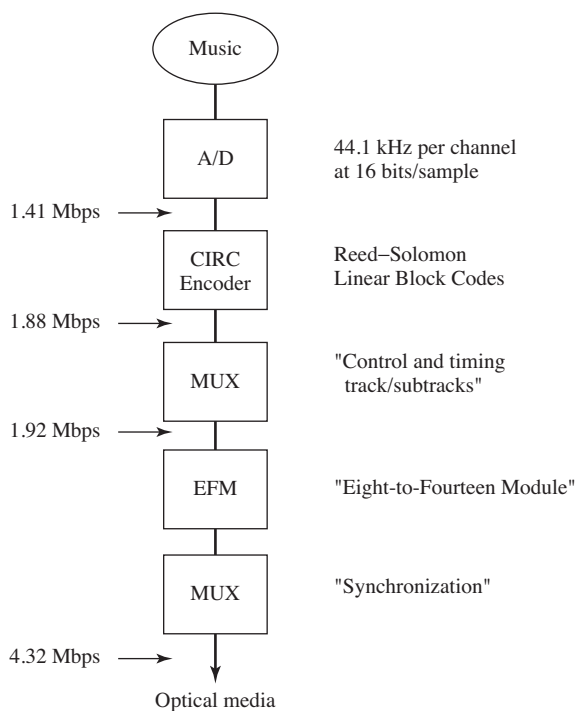 Music
A/D
44.1 kHz per channel
at 16 bits/sample
1.41 Mbps
CIRC
Encoder
Reed–Solomon
Linear Block Codes
1.88 Mbps
MUX
"Control and timing
track/subtracks"
1.92 Mbps
EFM
"Eight-to-Fourteen Module"
MUX
"Synchronization"
4.32 Mbps
Optical media